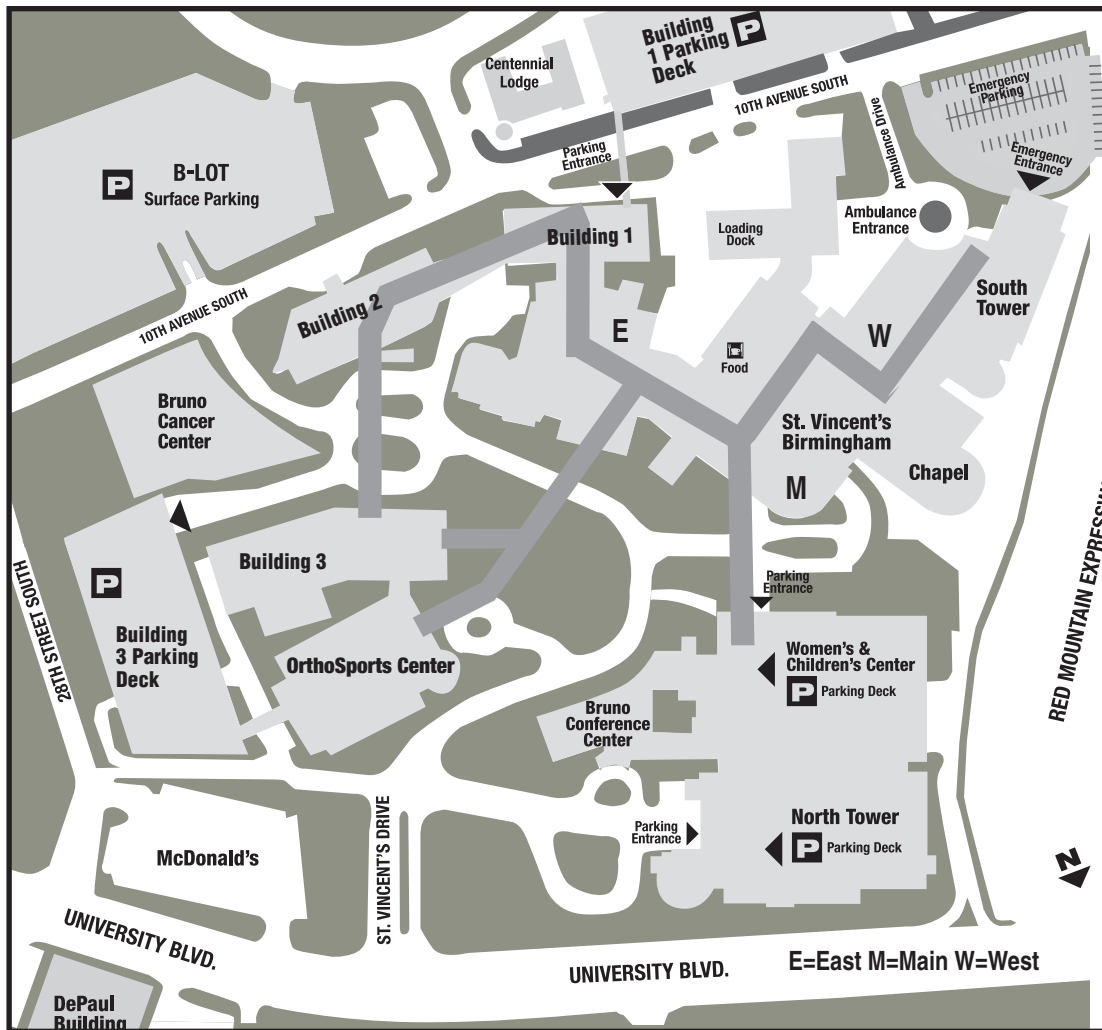 Building
1 Parking
Deck
P
Centennial
Lodge
10TH AVENUE SOUTH
Emergency
Parking
Ambulance Drive
Emergency
Entrance
Parking
Entrance
P
B-LOT
Surface Parking
Building 1
Loading
Dock
Ambulance
Entrance
South
Tower
Building 2
10TH AVENUE SOUTH
E
W
Food
Bruno
Cancer
Center
St. Vincent's
Birmingham
Chapel
M
Building 3
P
Building
3 Parking
Deck
28TH STREET SOUTH
OrthoSports Center
Parking
Entrance
Women's &
Children's Center
P Parking Deck
RED MOUNTAIN EXPRESSW
Bruno
Conference
Center
Parking
Entrance
North Tower
P Parking Deck
McDonald's
ST. VINCENT'S DRIVE
N
UNIVERSITY BLVD.
UNIVERSITY BLVD.
E=East M=Main W=West
DePaul
Building